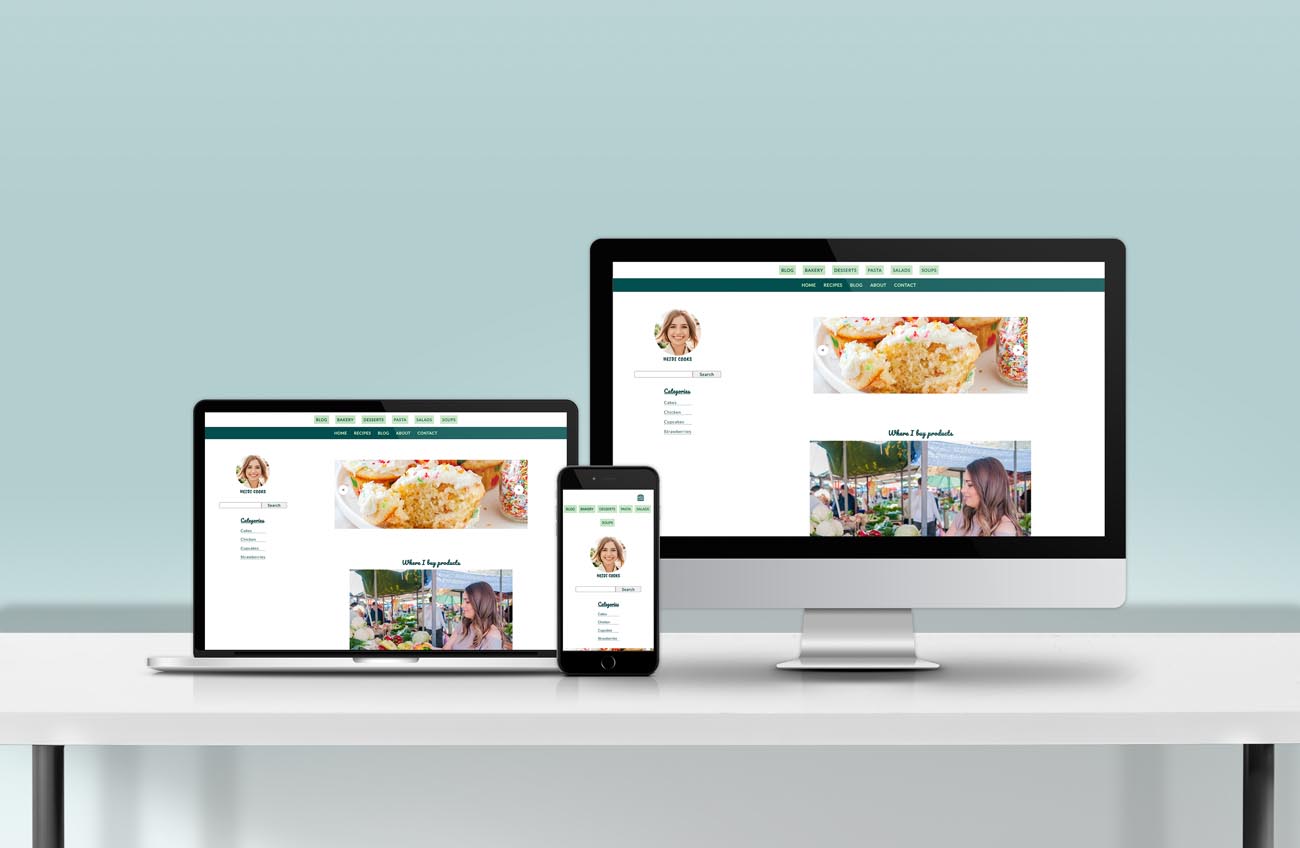 BLOG BAKERY DESSERTS PASTA SALADS SOUPS
HOME RECIPES BLOG ABOUT CONTACT
HEIDI COOKS
Search
Categories
Cakes
Chicken
Cupcakes
Strawberries
Where I buy products
BLOG BAKERY DESSERTS PASTA SALADS SOUPS
HOME RECIPES BLOG ABOUT CONTACT
HEIDI COOKS
Search
Categories
Cakes
Chicken
Cupcakes
Strawberries
Where I buy products
BLOG BAKERY DESSERTS PASTA SALADS
SOUPS
HEIDI COOKS
Search
Categories
Cakes
Chicken
Cupcakes
Strawberries